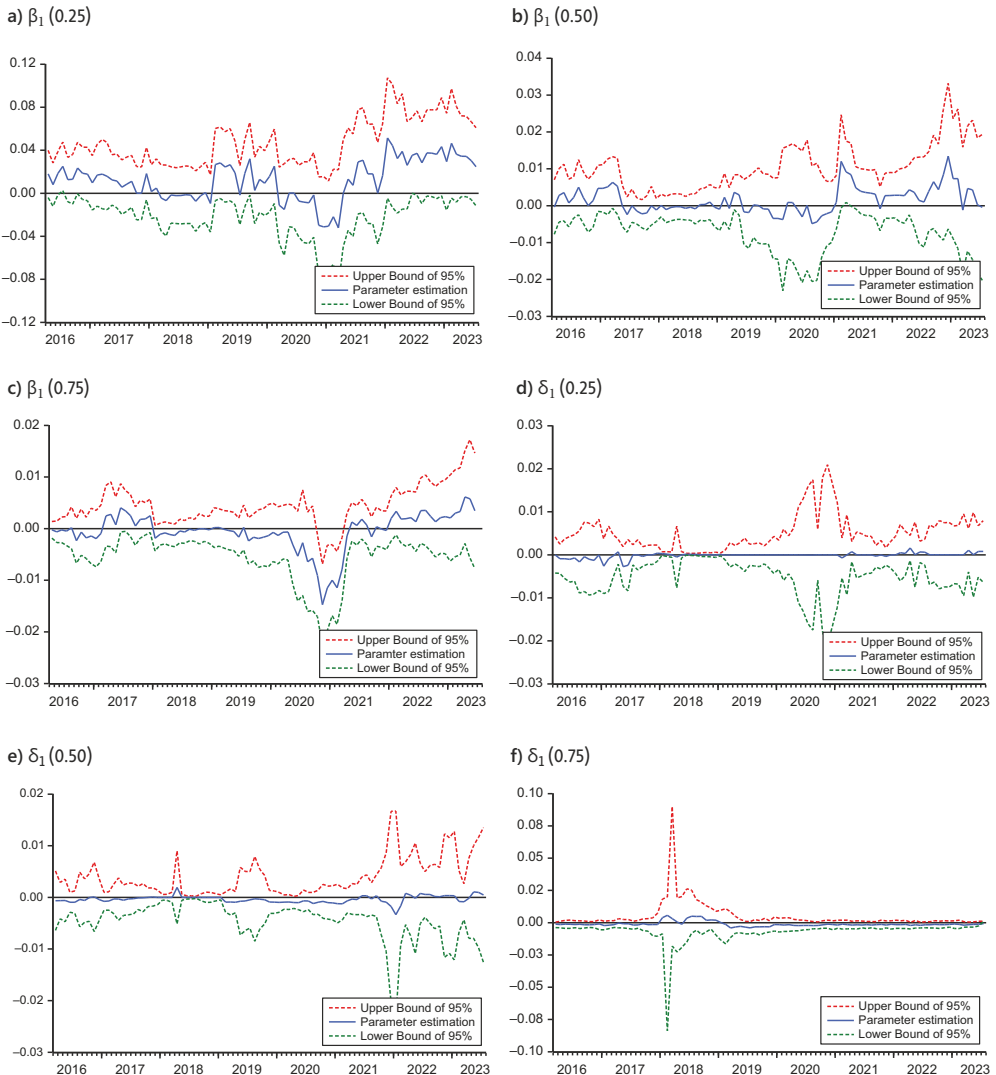 a) β₁ (0.25)
0.12
0.08
0.04
0.00
–0.04
–0.08
–0.12
Upper Bound of 95%
Parameter estimation
Lower Bound of 95%
2016 2017 2018 2019 2020 2021 2022 2023
b) β₁ (0.50)
0.04
0.03
0.02
0.01
0.00
–0.01
–0.02
–0.03
Upper Bound of 95%
Parameter estimation
Lower Bound of 95%
2016 2017 2018 2019 2020 2021 2022 2023
c) β₁ (0.75)
0.02
0.01
0.00
–0.01
–0.02
–0.03
Upper Bound of 95%
Paramter estimation
Lower Bound of 95%
2016 2017 2018 2019 2020 2021 2022 2023
d) δ₁ (0.25)
0.03
0.02
0.01
0.00
–0.01
–0.02
–0.03
Upper Bound of 95%
Parameter estimation
Lower Bound of 95%
2016 2017 2018 2019 2020 2021 2022 2023
e) δ₁ (0.50)
0.02
0.01
0.00
–0.01
–0.02
–0.03
Upper Bound of 95%
Parameter estimation
Lower Bound of 95%
2016 2017 2018 2019 2020 2021 2022 2023
f) δ₁ (0.75)
0.10
0.10
0.05
0.02
0.00
–0.03
–0.05
–0.08
–0.10
Upper Bound of 95%
Parameter estimation
Lower Bound of 95%
2016 2017 2018 2019 2020 2021 2022 2023